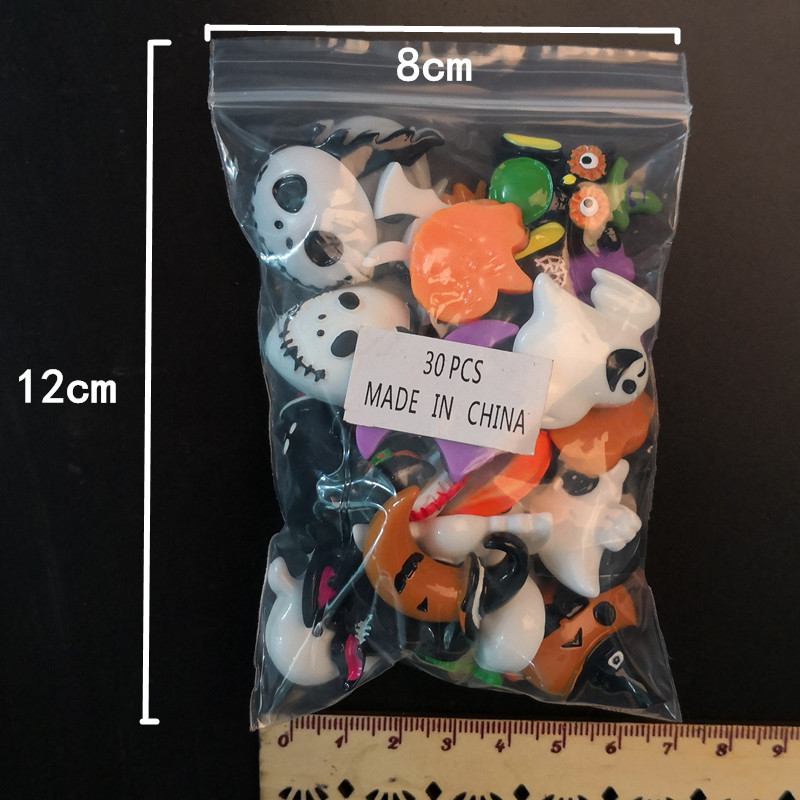 8cm
12cm
30 PCS
MADE IN CHINA
0 1 2 3 4 5 6 7 8 9